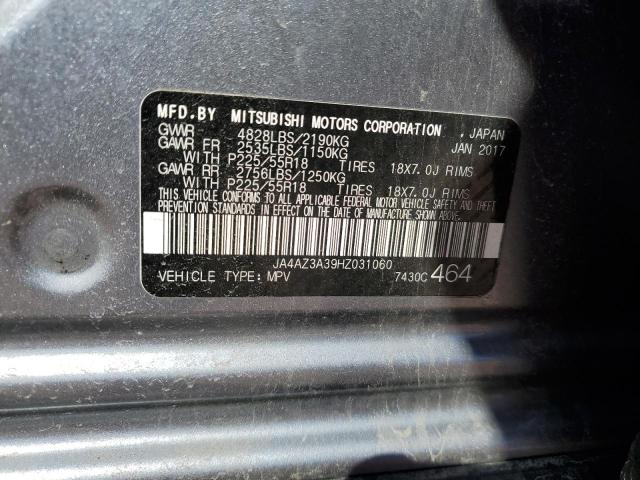 MFD.BY MITSUBISHI MOTORS CORPORATION , JAPAN
GVWR 4828LBS/2190KG JAN 2017
GAWR FR 2535LBS/1150KG
WITH P225/55R18 TIRES 18X7.0J RIMS
GAWR RR 2756LBS/1250KG
WITH P225/55R18 TIRES 18X7.0J RIMS
THIS VEHICLE CONFORMS TO ALL APPLICABLE FEDERAL MOTOR VEHICLE SAFETY AND THEFT
PREVENTION STANDARDS IN EFFECT ON THE DATE OF MANUFACTURE SHOWN ABOVE.
JA4AZ3A39HZ031060
VEHICLE TYPE: MPV 7430C 464